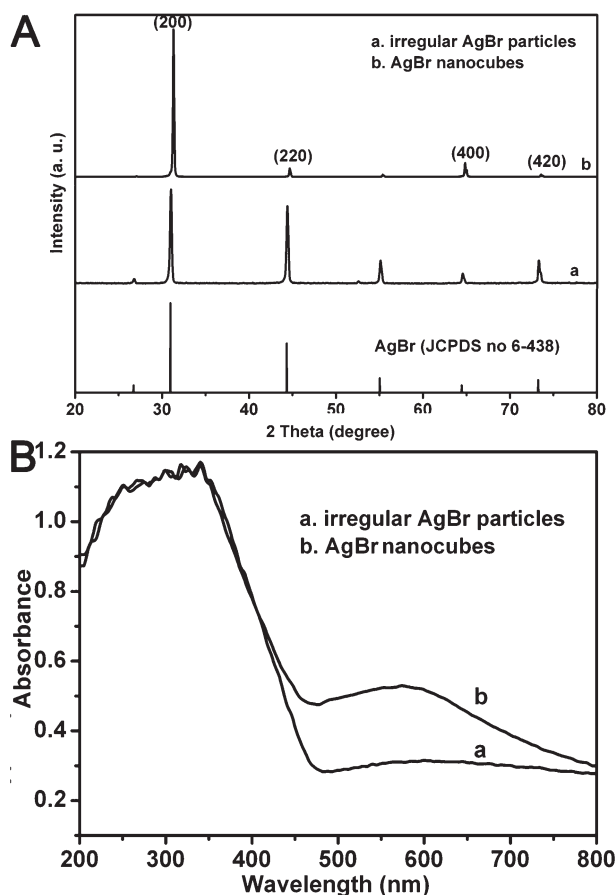 A
(200)
a. irregular AgBr particles
b. AgBr nanocubes
(220)
(400)
(420)
b
Intensity (a. u.)
a
AgBr (JCPDS no 6-438)
20 30 40 50 60 70 80
2 Theta (degree)
B
1.2
1.0
0.8
0.6
0.4
0.2
Absorbance
a. irregular AgBr particles
b. AgBr nanocubes
b
a
200 300 400 500 600 700 800
Wavelength (nm)